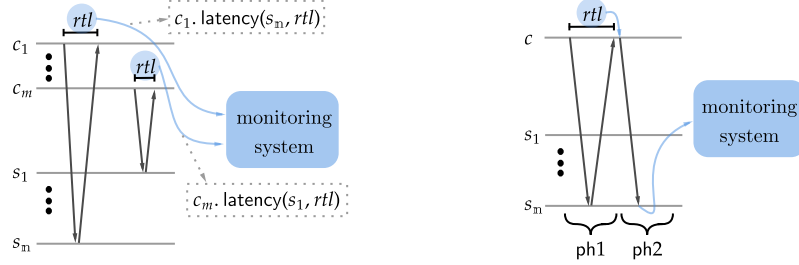 rtl
c₁.latency(s𝕟, rtl)
c₁
rtl
cₘ
monitoring
system
s₁
cₘ.latency(s₁, rtl)
s𝕟
rtl
c
monitoring
system
s₁
s𝕟
ph1 ph2